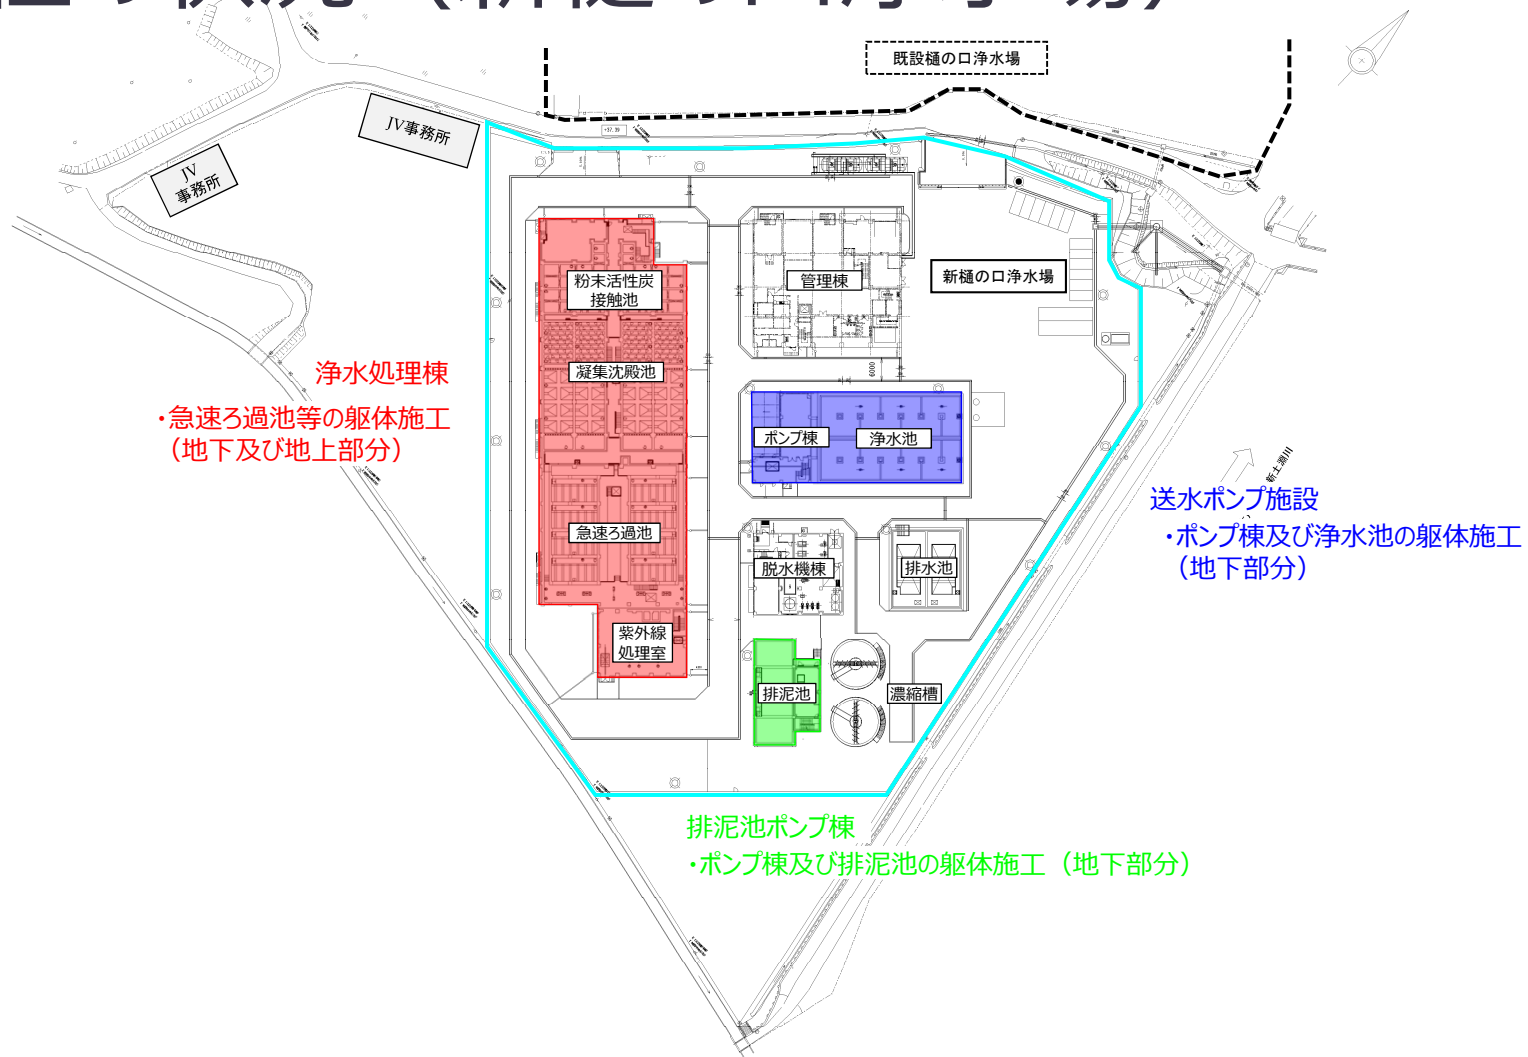 既設樋の口浄水場
JV事務所
JV
事務所
+37.39
粉末活性炭
接触池
管理棟
新樋の口浄水場
凝集沈殿池
浄水処理棟
・急速ろ過池等の躯体施工
（地下及び地上部分）
6000
ポンプ棟
浄水池
新土淵川
送水ポンプ施設
・ポンプ棟及び浄水池の躯体施工
（地下部分）
急速ろ過池
脱水機棟
排水池
紫外線
処理室
排泥池
濃縮槽
排泥池ポンプ棟
・ポンプ棟及び排泥池の躯体施工（地下部分）